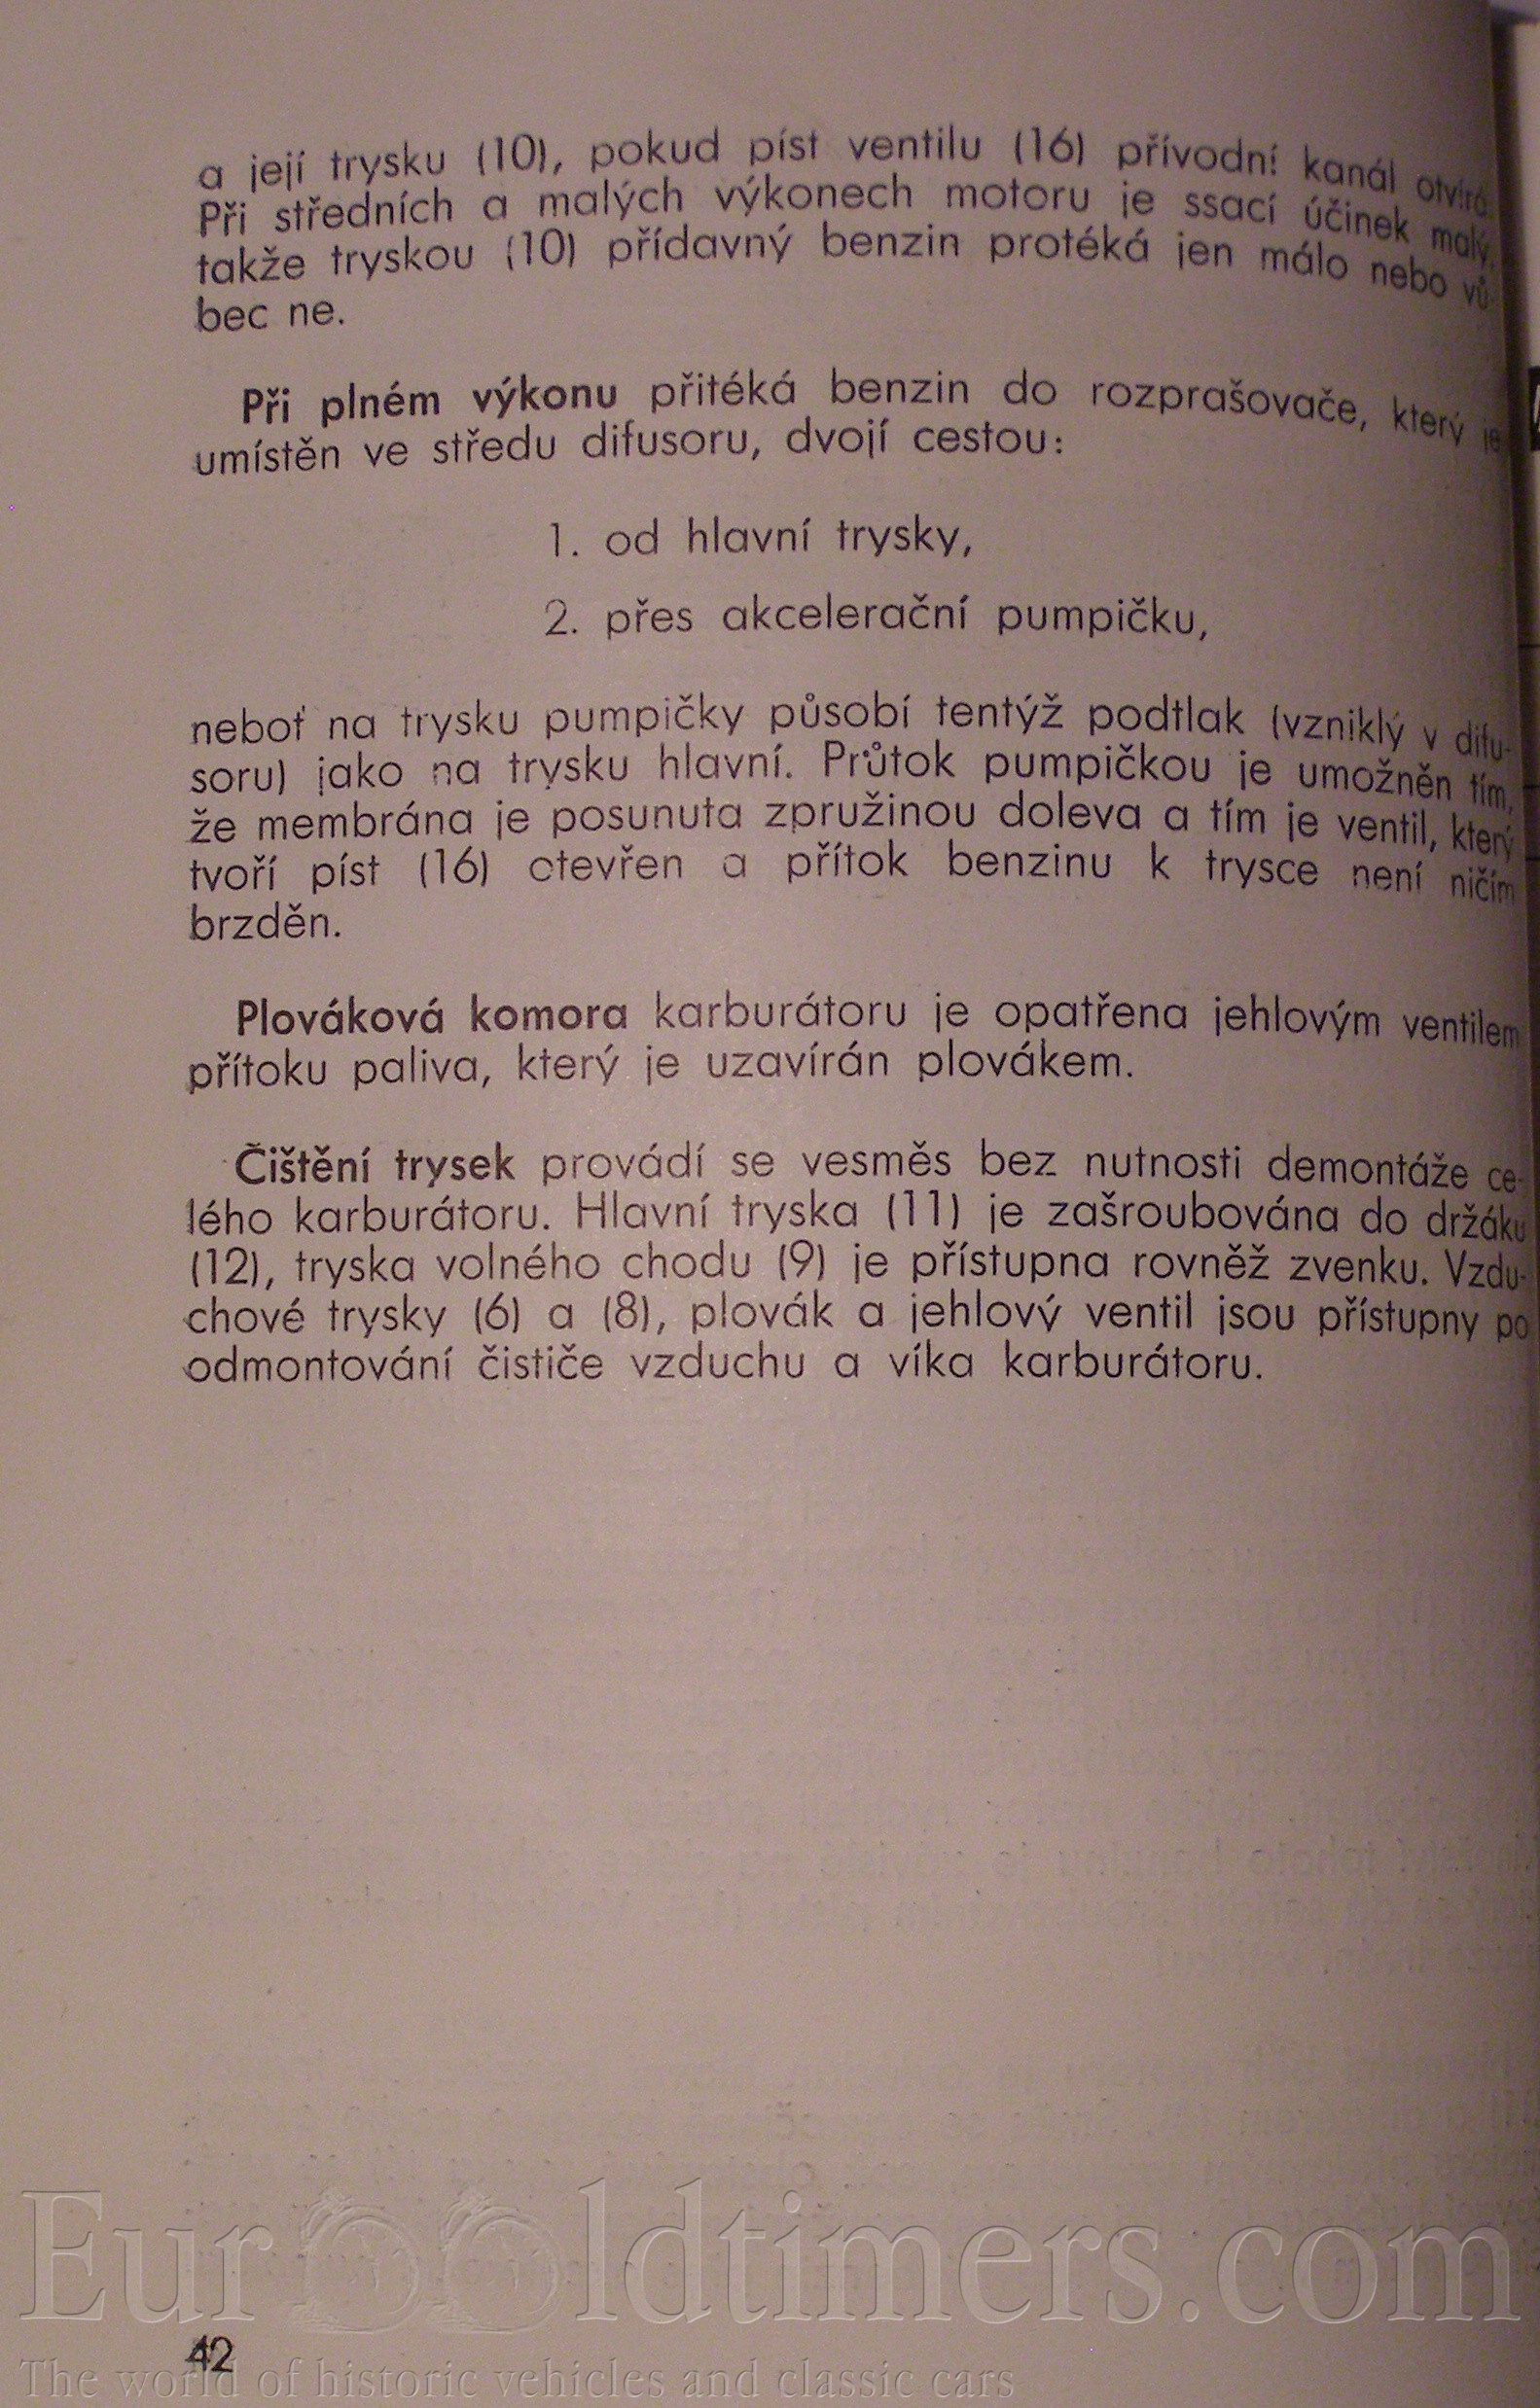 a její trysku (10), pokud píst ventilu (16) přívodní kanál otvírá.
Při středních a malých výkonech motoru je ssací účinek malý,
takže tryskou (10) přídavný benzin protéká jen málo nebo vů-
bec ne.
Při plném výkonu přitéká benzin do rozprašovače, který je
umístěn ve středu difusoru, dvojí cestou:
1. od hlavní trysky,
2. přes akcelerační pumpičku,
neboť na trysku pumpičky působí tentýž podtlak (vzniklý v difu-
soru) jako na trysku hlavní. Průtok pumpičkou je umožněn tím,
že membrána je posunuta zpružinou doleva a tím je ventil, který
tvoří píst (16) otevřen a přítok benzinu k trysce není ničím
brzděn.
Plováková komora karburátoru je opatřena jehlovým ventilem
přítoku paliva, který je uzavírán plovákem.
Čištění trysek provádí se vesměs bez nutnosti demontáže ce-
lého karburátoru. Hlavní tryska (11) je zašroubována do držáku
(12), tryska volného chodu (9) je přístupna rovněž zvenku. Vzdu-
chové trysky (6) a (8), plovák a jehlový ventil jsou přístupny po
odmontování čističe vzduchu a víka karburátoru.
EurOOldtimers.com
42
The world of historic vehicles and classic cars